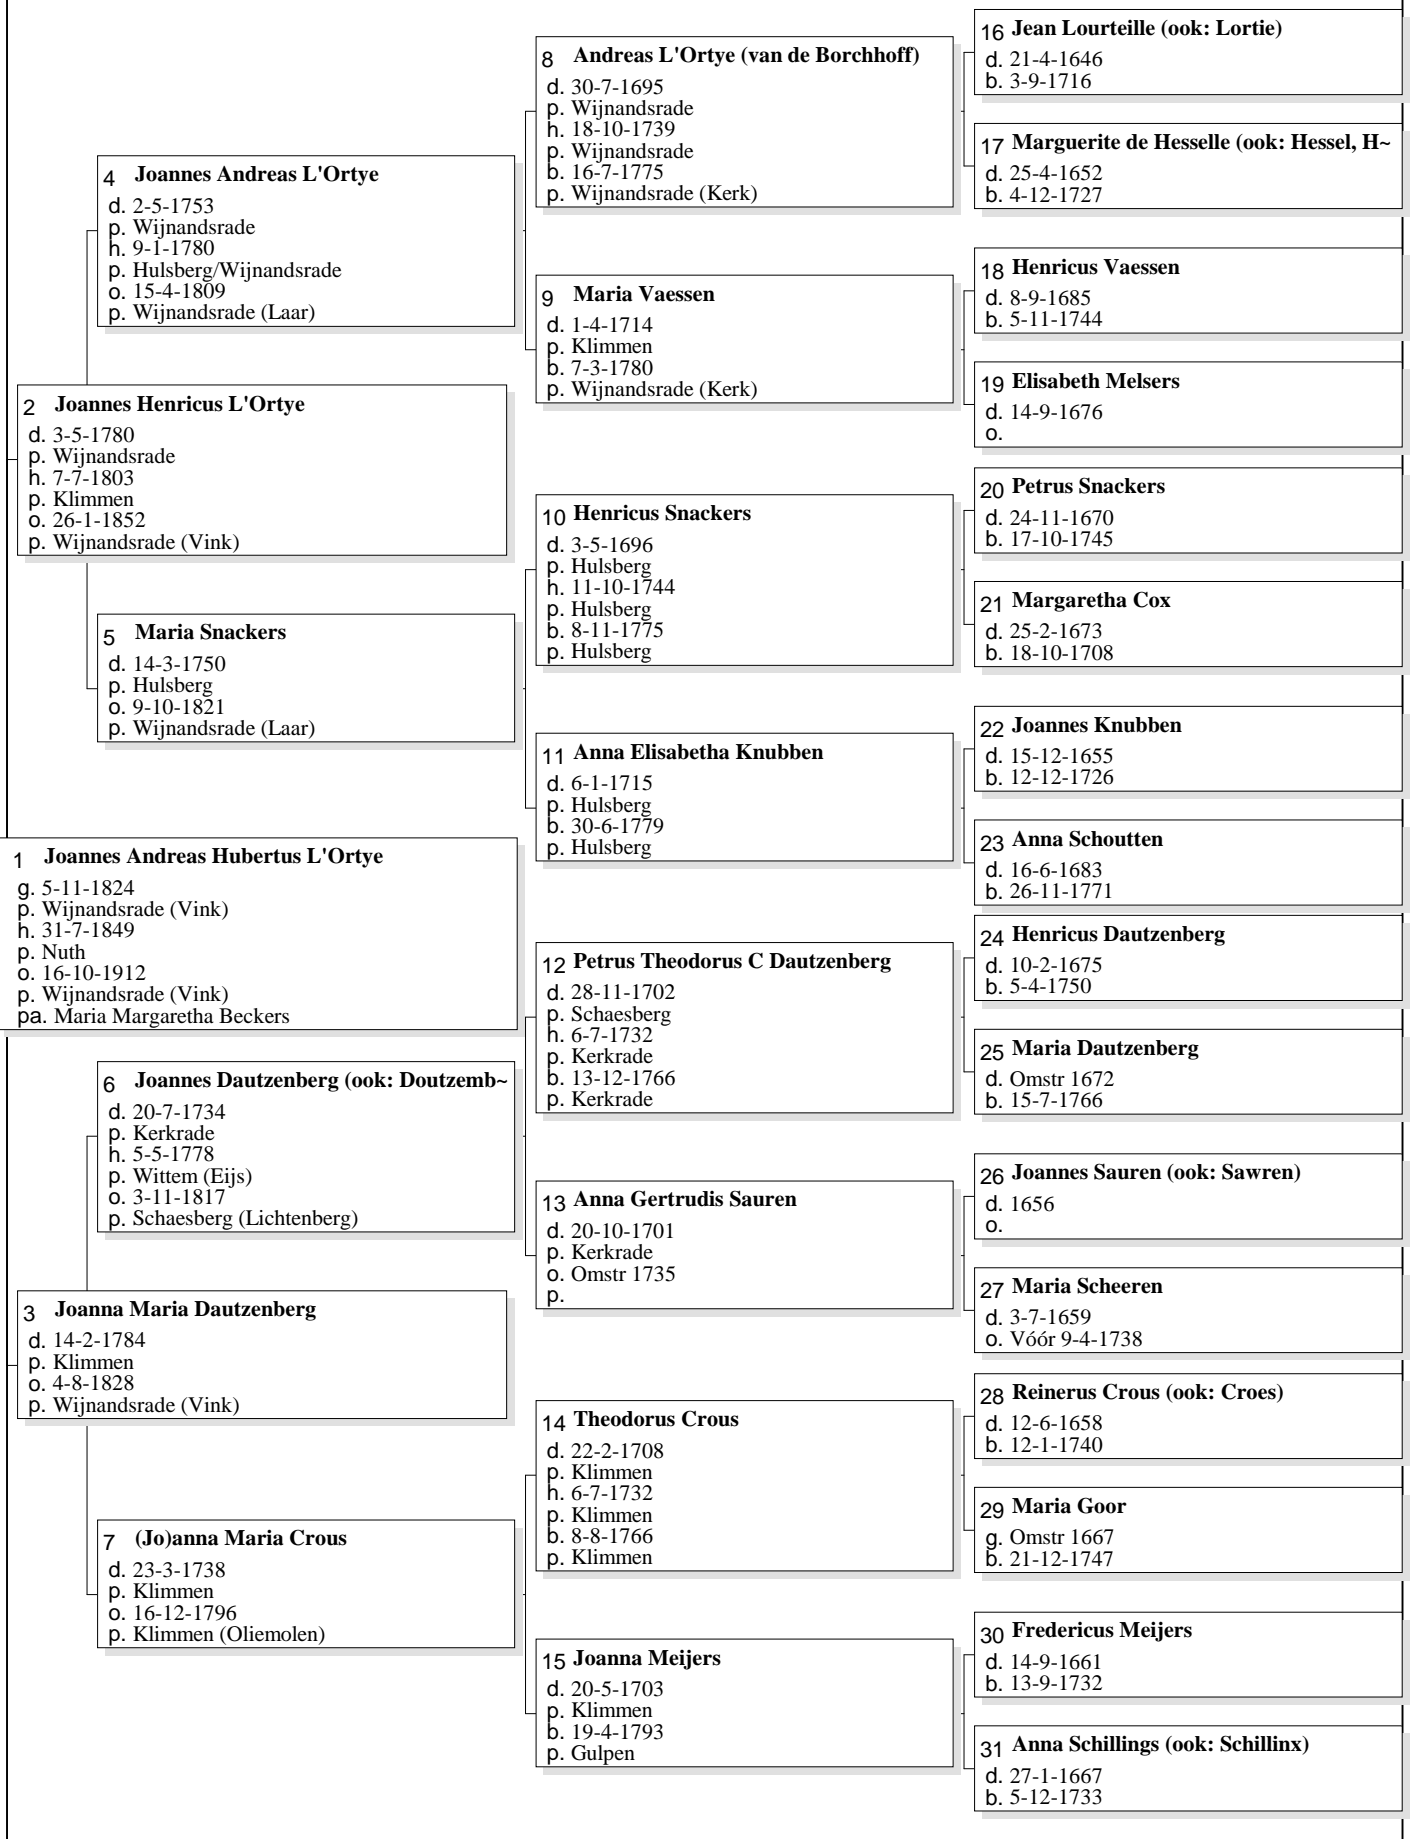 16 Jean Lourteille (ook: Lortie)
d. 21-4-1646
b. 3-9-1716
8 Andreas L'Ortye (van de Borchhoff)
d. 30-7-1695
p. Wijnandsrade
h. 18-10-1739
p. Wijnandsrade
b. 16-7-1775
p. Wijnandsrade (Kerk)
17 Marguerite de Hesselle (ook: Hessel, H~
d. 25-4-1652
b. 4-12-1727
4 Joannes Andreas L'Ortye
d. 2-5-1753
p. Wijnandsrade
h. 9-1-1780
p. Hulsberg/Wijnandsrade
o. 15-4-1809
p. Wijnandsrade (Laar)
18 Henricus Vaessen
d. 8-9-1685
b. 5-11-1744
9 Maria Vaessen
d. 1-4-1714
p. Klimmen
b. 7-3-1780
p. Wijnandsrade (Kerk)
19 Elisabeth Melsers
d. 14-9-1676
o.
2 Joannes Henricus L'Ortye
d. 3-5-1780
p. Wijnandsrade
h. 7-7-1803
p. Klimmen
o. 26-1-1852
p. Wijnandsrade (Vink)
20 Petrus Snackers
d. 24-11-1670
b. 17-10-1745
10 Henricus Snackers
d. 3-5-1696
p. Hulsberg
h. 11-10-1744
p. Hulsberg
b. 8-11-1775
p. Hulsberg
21 Margaretha Cox
d. 25-2-1673
b. 18-10-1708
5 Maria Snackers
d. 14-3-1750
p. Hulsberg
o. 9-10-1821
p. Wijnandsrade (Laar)
22 Joannes Knubben
d. 15-12-1655
b. 12-12-1726
11 Anna Elisabetha Knubben
d. 6-1-1715
p. Hulsberg
b. 30-6-1779
p. Hulsberg
23 Anna Schoutten
d. 16-6-1683
b. 26-11-1771
1 Joannes Andreas Hubertus L'Ortye
g. 5-11-1824
p. Wijnandsrade (Vink)
h. 31-7-1849
p. Nuth
o. 16-10-1912
p. Wijnandsrade (Vink)
pa. Maria Margaretha Beckers
24 Henricus Dautzenberg
d. 10-2-1675
b. 5-4-1750
12 Petrus Theodorus C Dautzenberg
d. 28-11-1702
p. Schaesberg
h. 6-7-1732
p. Kerkrade
b. 13-12-1766
p. Kerkrade
25 Maria Dautzenberg
d. Omstr 1672
b. 15-7-1766
6 Joannes Dautzenberg (ook: Doutzemb~
d. 20-7-1734
p. Kerkrade
h. 5-5-1778
p. Wittem (Eijs)
o. 3-11-1817
p. Schaesberg (Lichtenberg)
26 Joannes Sauren (ook: Sawren)
d. 1656
o.
13 Anna Gertrudis Sauren
d. 20-10-1701
p. Kerkrade
o. Omstr 1735
p.
27 Maria Scheeren
d. 3-7-1659
o. Vóór 9-4-1738
3 Joanna Maria Dautzenberg
d. 14-2-1784
p. Klimmen
o. 4-8-1828
p. Wijnandsrade (Vink)
28 Reinerus Crous (ook: Croes)
d. 12-6-1658
b. 12-1-1740
14 Theodorus Crous
d. 22-2-1708
p. Klimmen
h. 6-7-1732
p. Klimmen
b. 8-8-1766
p. Klimmen
29 Maria Goor
g. Omstr 1667
b. 21-12-1747
7 (Jo)anna Maria Crous
d. 23-3-1738
p. Klimmen
o. 16-12-1796
p. Klimmen (Oliemolen)
30 Fredericus Meijers
d. 14-9-1661
b. 13-9-1732
15 Joanna Meijers
d. 20-5-1703
p. Klimmen
b. 19-4-1793
p. Gulpen
31 Anna Schillings (ook: Schillinx)
d. 27-1-1667
b. 5-12-1733